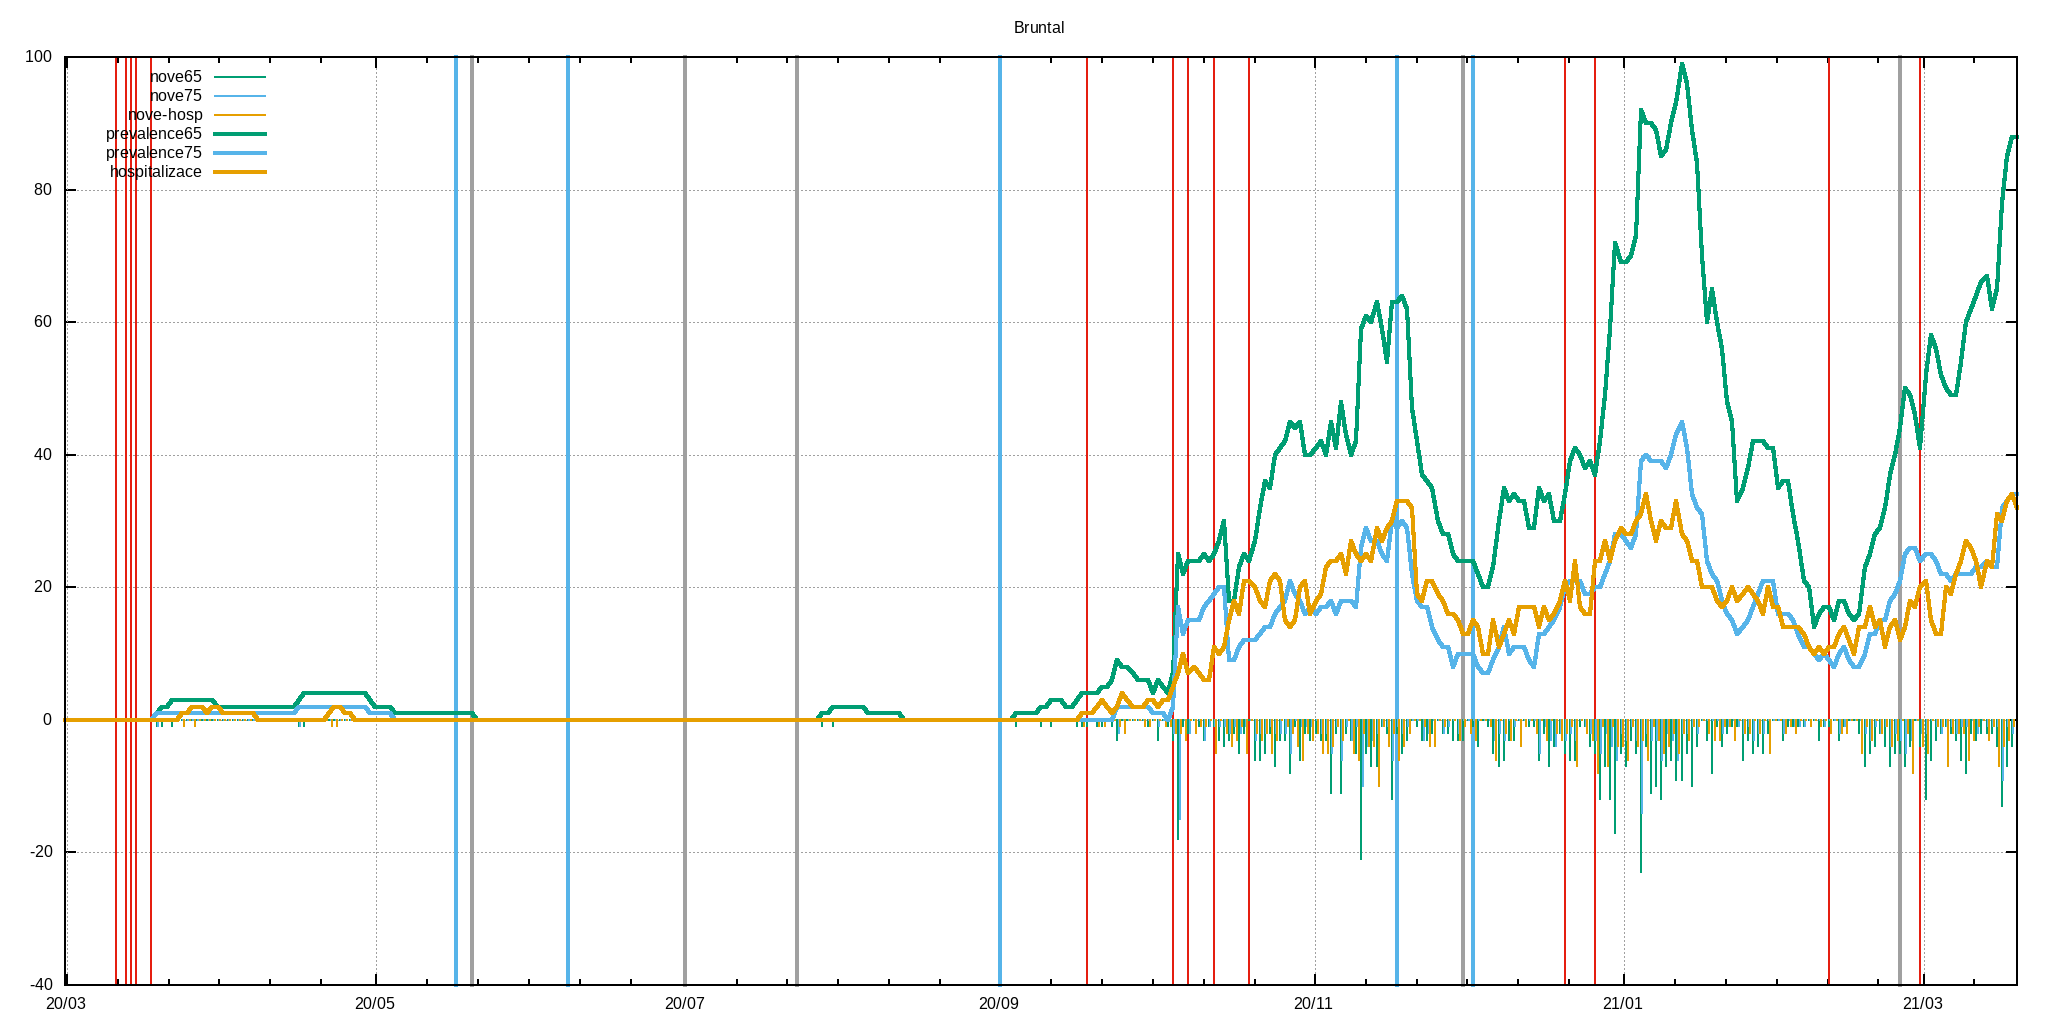 Bruntal
100
nove65
nove75
nove-hosp
prevalence65
prevalence75
hospitalizace
80
60
40
20
0
-20
-40
20/03 20/05 20/07 20/09 20/11 21/01 21/03